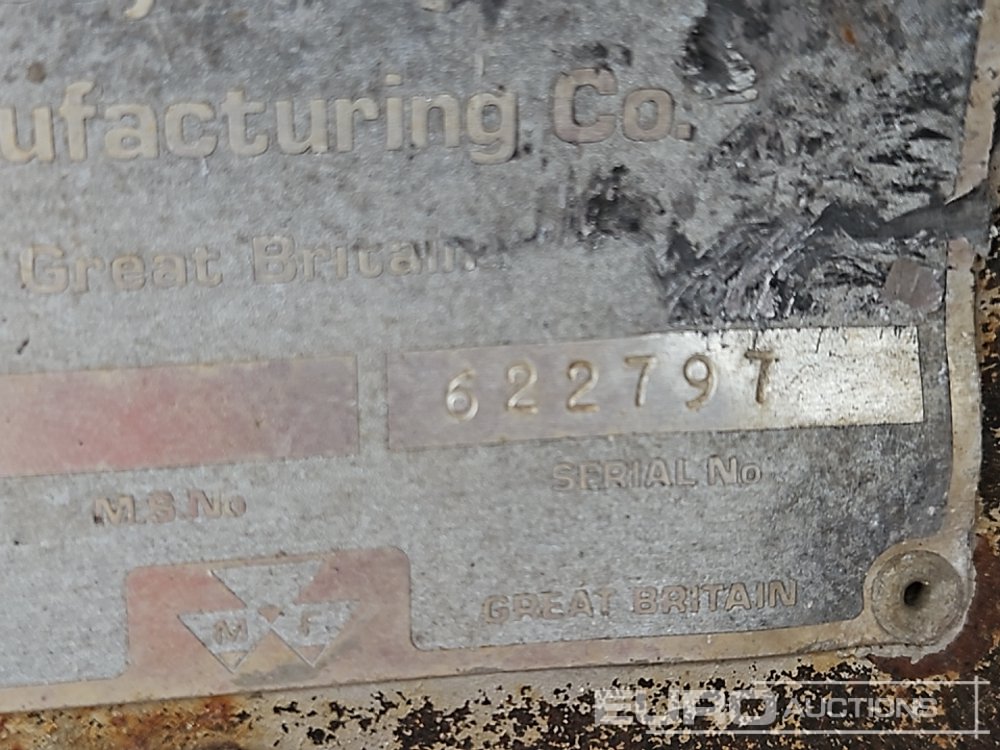 ufacturing Co.
Great Britain
622797
M.S.No
SERIAL No
M F
GREAT BRITAIN
EURO AUCTIONS